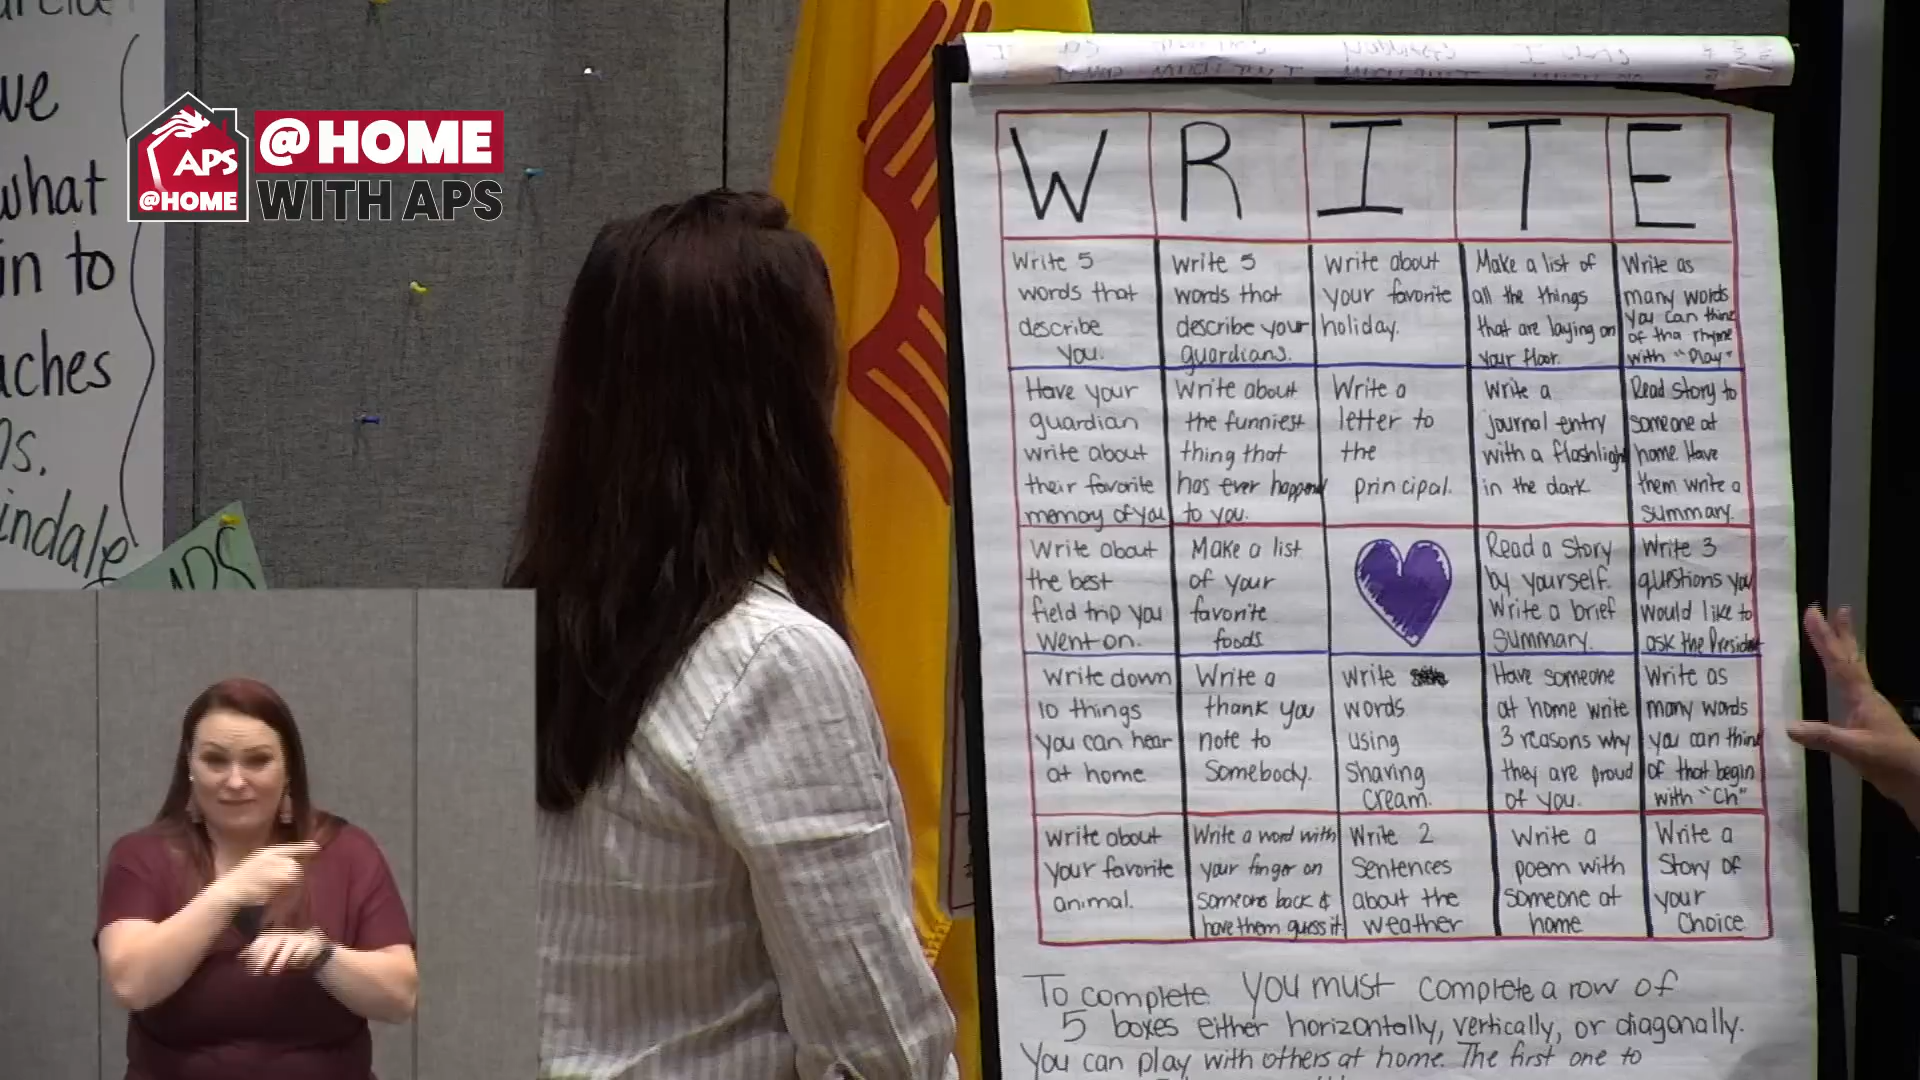 we
what
in to
aches
indale
APS
@HOME
@HOME
WITH APS
W R I T E
Write 5
words that
describe
you.
Write 5
words that
describe your
guardians.
Write about
your favorite
holiday.
Make a list of
all the things
that are laying on
your floor.
Write as
many words
you can think
of tha rhyme
with "Play"
Have your
guardian
write about
their favorite
memory of you
Write about
the funniest
thing that
has ever happend
to you.
Write a
letter to
the
principal.
Write a
journal entry
with a flashlight
in the dark
Read Story to
someone at
home Have
them write a
summary.
Write about
the best
field trip you
went on.
Make a list
of your
favorite
foods
Read a Story
by yourself.
Write a brief
Summary.
Write 3
questions you
would like to
ask the President
Write down
10 things
you can hear
at home
Write a
thank you
note to
Somebody.
Write
words
using
Shaving
Cream.
Have someone
at home write
3 reasons why
they are proud
of you.
Write as
many words
you can think
of that begin
with "Ch"
Write about
your favorite
animal.
Write a word with
your finger on
someons back &
have them guess it
Write 2
Sentences
about the
weather
Write a
poem with
someone at
home
Write a
Story of
your
Choice
To complete you must complete a row of
5 boxes either horizontally, vertically, or diagonally.
You can play with others at home. The first one to